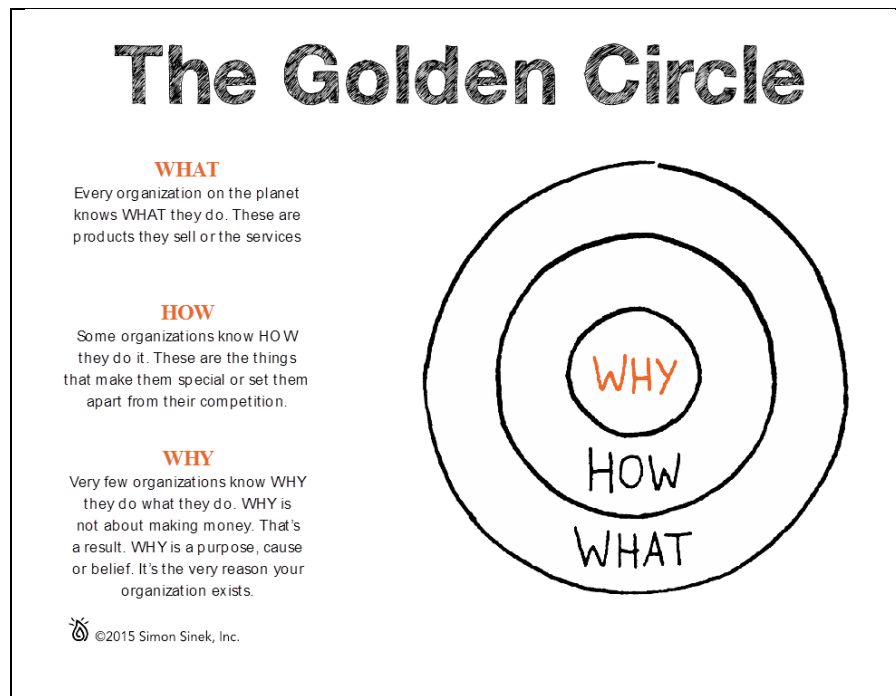 The Golden Circle
WHAT
Every organization on the planet
knows WHAT they do. These are
products they sell or the services
HOW
Some organizations know HOW
they do it. These are the things
that make them special or set them
apart from their competition.
WHY
Very few organizations know WHY
they do what they do. WHY is
not about making money. That's
a result. WHY is a purpose, cause
or belief. It's the very reason your
organization exists.
©2015 Simon Sinek, Inc.
WHY
HOW
WHAT